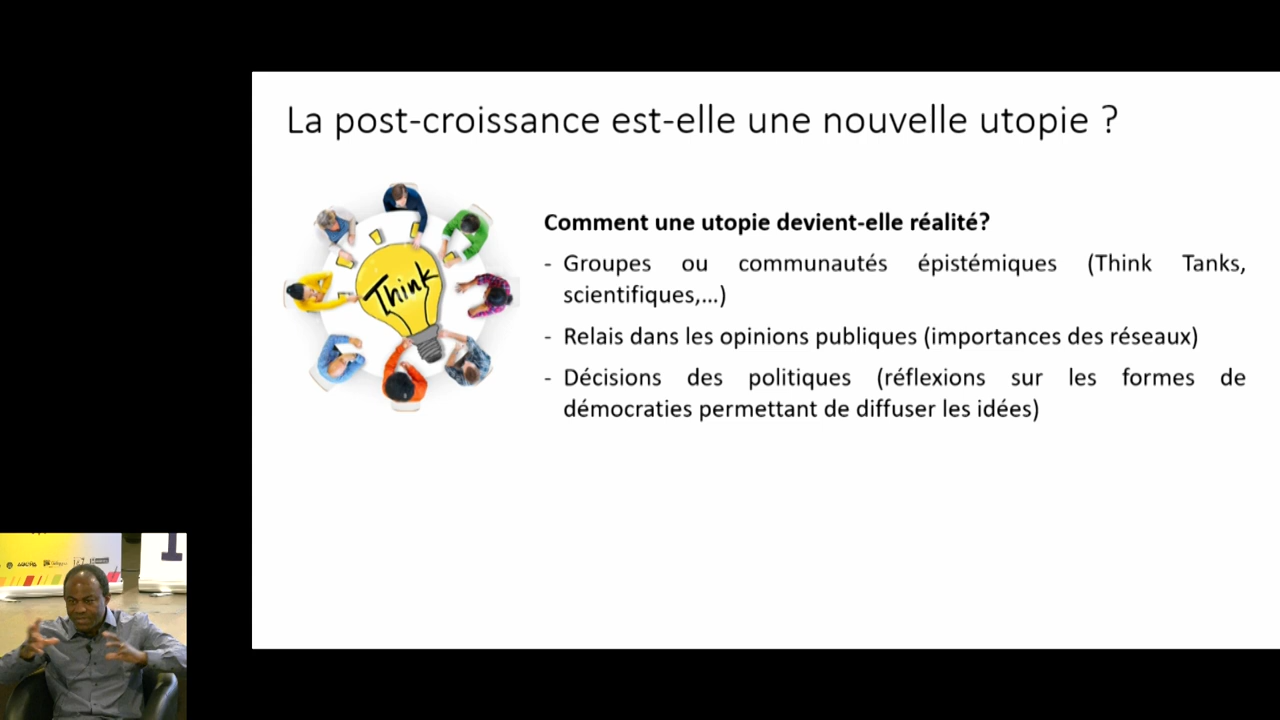 La post-croissance est-elle une nouvelle utopie ?
Think
Comment une utopie devient-elle réalité?
- Groupes ou communautés épistémiques (Think Tanks,
scientifiques,...)
- Relais dans les opinions publiques (importances des réseaux)
- Décisions des politiques (réflexions sur les formes de
démocraties permettant de diffuser les idées)